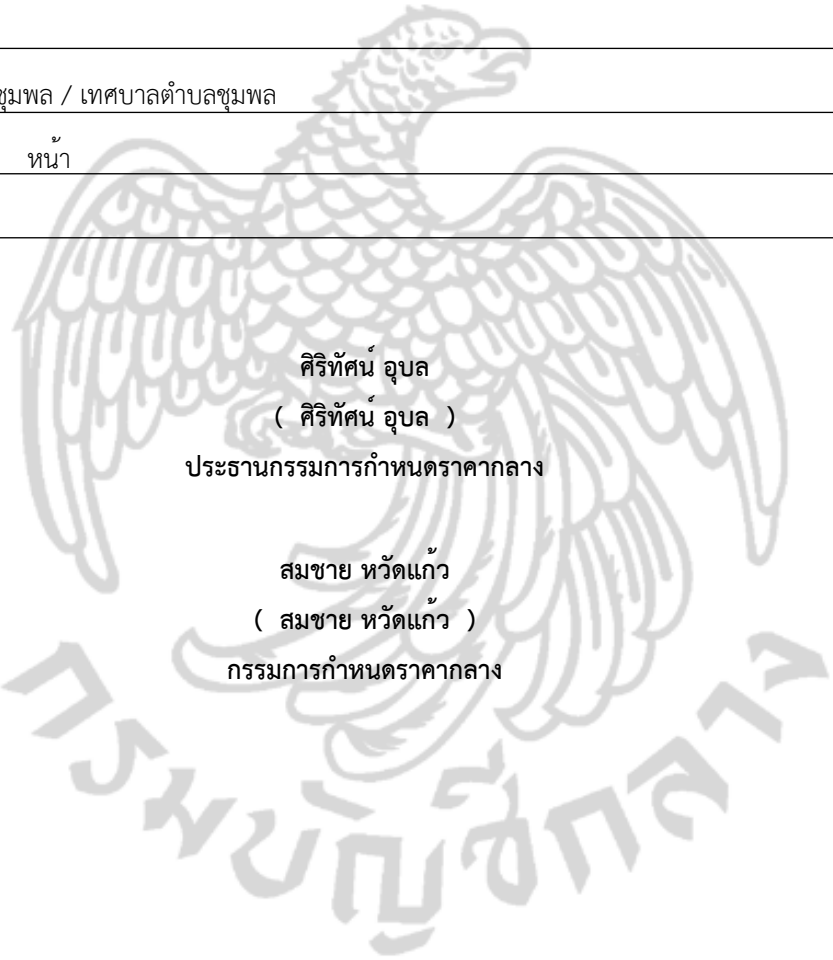 ชุมพล / เทศบาลตำบลชุมพล
หน้า
ศิริทัศน์ อุบล
( ศิริทัศน์ อุบล )
ประธานกรรมการกำหนดราคากลาง
สมชาย หวัดแก้ว
( สมชาย หวัดแก้ว )
กรรมการกำหนดราคากลาง
กรมบัญชีกลาง